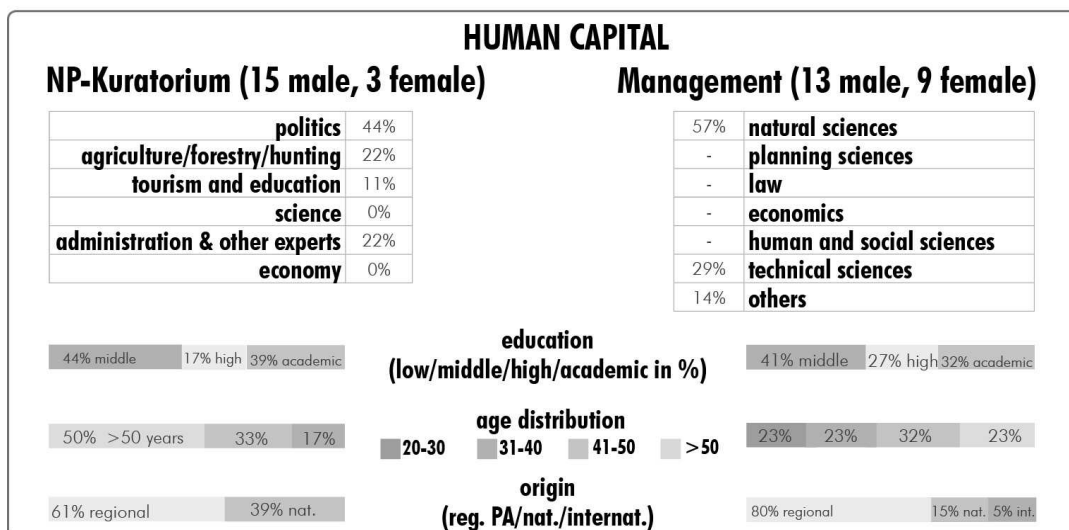 HUMAN CAPITAL
NP-Kuratorium (15 male, 3 female)
politics 44%
agriculture/forestry/hunting 22%
tourism and education 11%
science 0%
administration & other experts 22%
economy 0%
Management (13 male, 9 female)
57% natural sciences
- planning sciences
- law
- economics
- human and social sciences
29% technical sciences
14% others
education
(low/middle/high/academic in %)
44% middle 17% high 39% academic
41% middle 27% high 32% academic
age distribution
20-30 31-40 41-50 >50
50% >50 years 33% 17%
23% 23% 32% 23%
origin
(reg. PA/nat./internat.)
61% regional 39% nat.
80% regional 15% nat. 5% int.